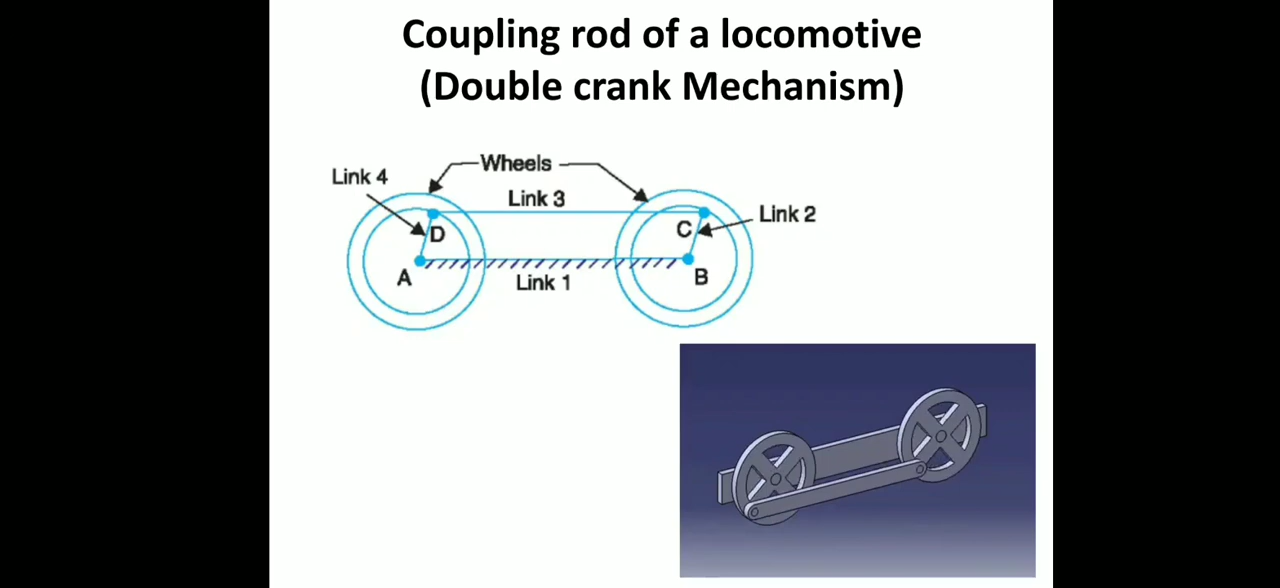 Coupling rod of a locomotive
(Double crank Mechanism)
Wheels
Link 4
Link 3
Link 2
D
C
A
Link 1
B